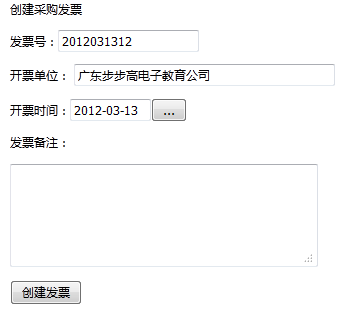 创建采购发票
发票号：2012031312
开票单位： 广东步步高电子教育公司
开票时间：2012-03-13 ...
发票备注：
创建发票